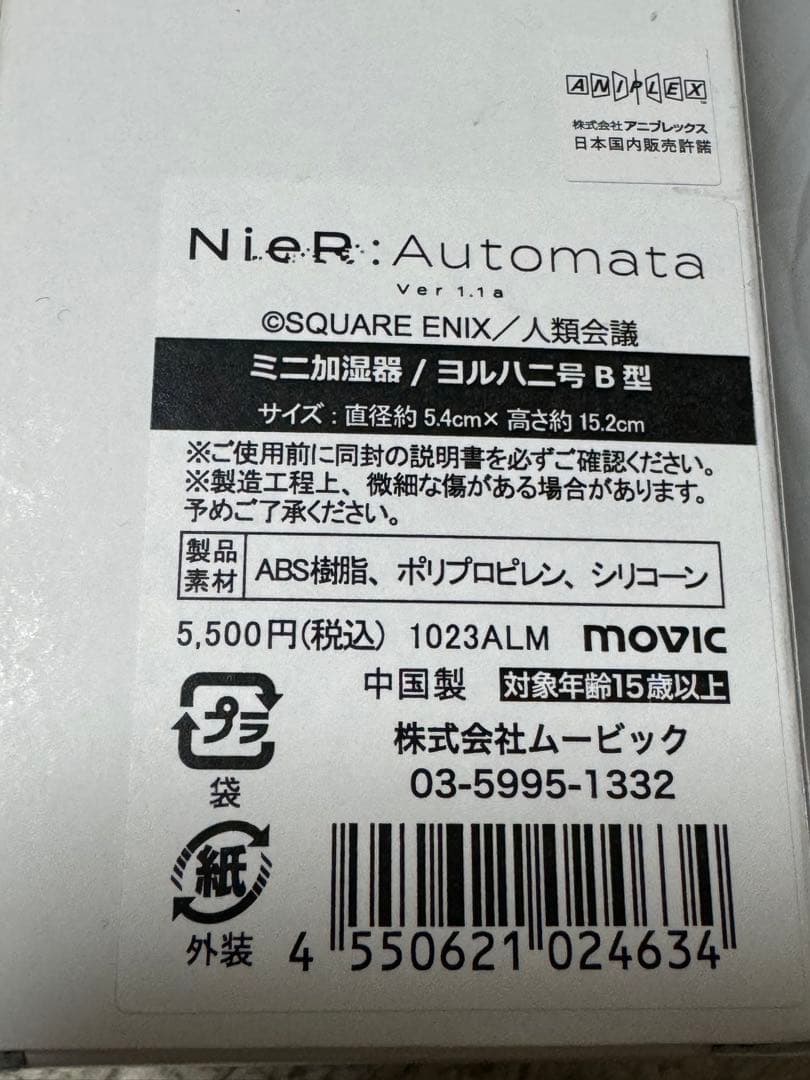 ANIPLEX
株式会社アニプレックス
日本国内販売許諾
NieR:Automata
Ver 1.1a
©SQUARE ENIX／人類会議
ミニ加湿器 / ヨルハ二号 B 型
サイズ : 直径約 5.4cm× 高さ約 15.2cm
※ご使用前に同封の説明書を必ずご確認ください。
※製造工程上、微細な傷がある場合があります。
予めご了承ください。
製品素材 ABS樹脂、ポリプロピレン、シリコーン
5,500円(税込) 1023ALM movic
中国製 対象年齢15歳以上
プラ
袋
株式会社ムービック
03-5995-1332
紙
外装
4 550621 024634